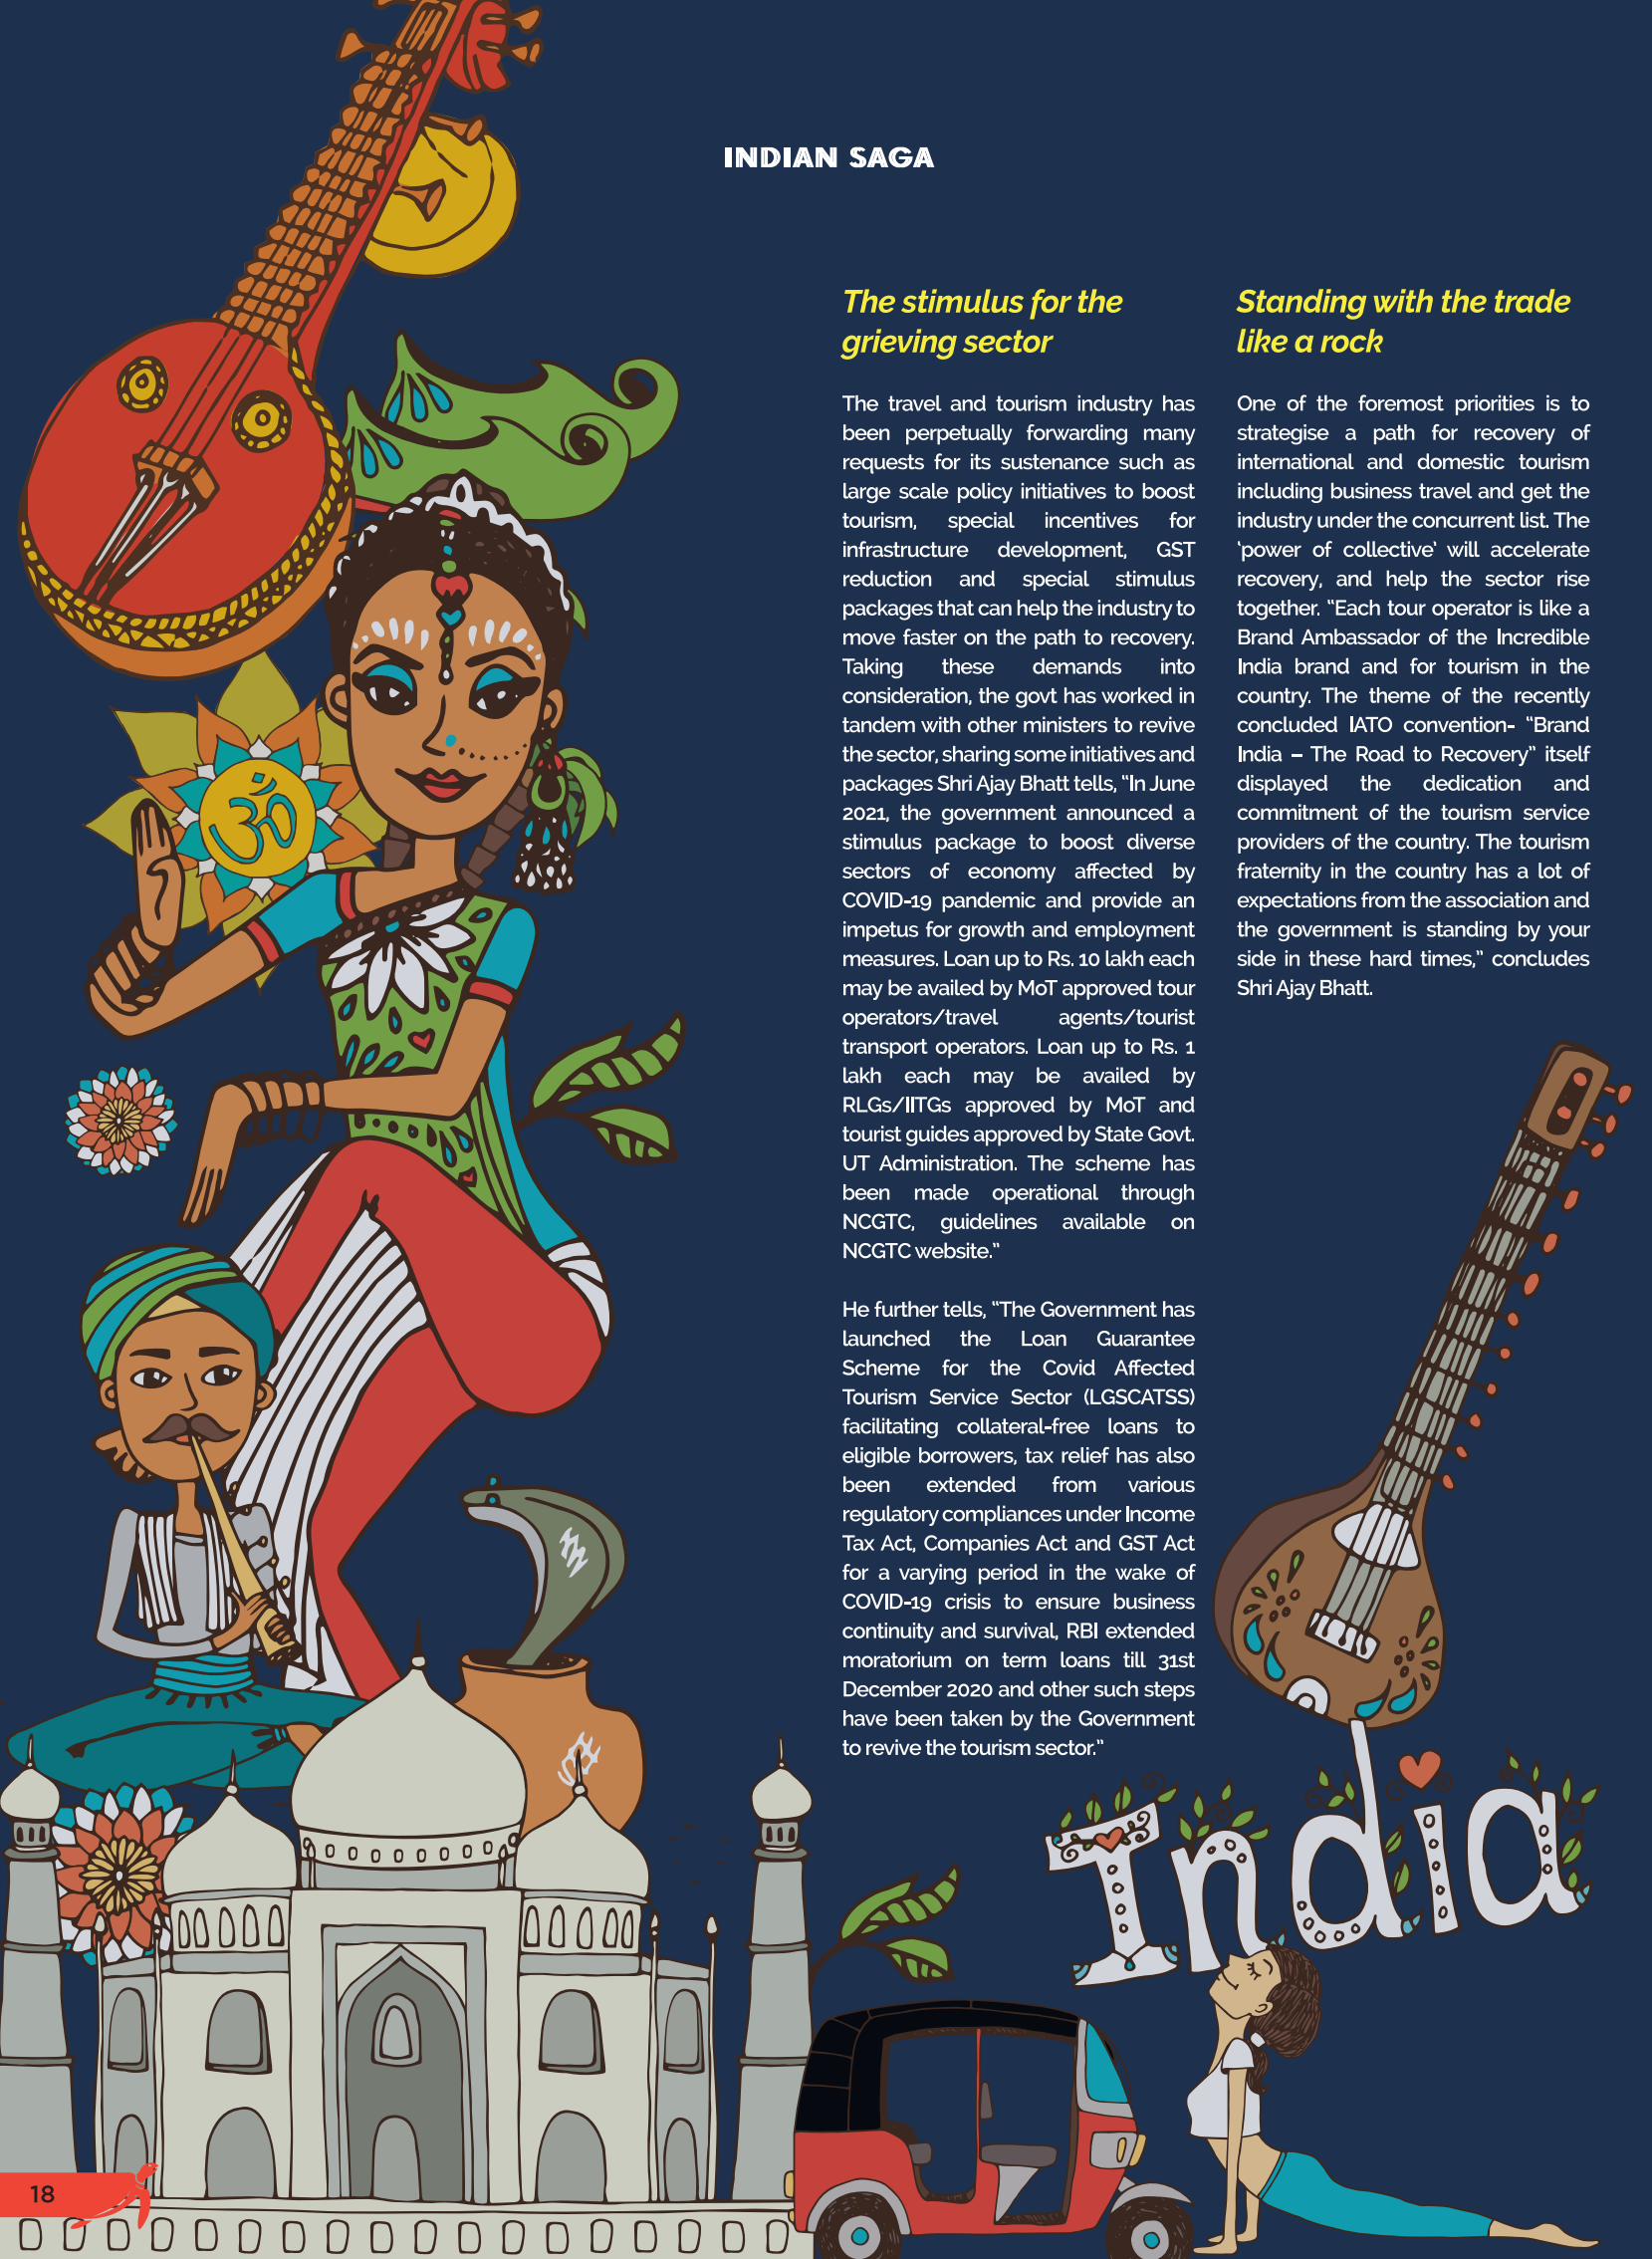 INDIAN SAGA
The stimulus for the
grieving sector
The travel and tourism industry has
been perpetually forwarding many
requests for its sustenance such as
large scale policy initiatives to boost
tourism, special incentives for
infrastructure development, GST
reduction and special stimulus
packages that can help the industry to
move faster on the path to recovery.
Taking these demands into
consideration, the govt has worked in
tandem with other ministers to revive
the sector, sharing some initiatives and
packages Shri Ajay Bhatt tells, “In June
2021, the government announced a
stimulus package to boost diverse
sectors of economy affected by
COVID-19 pandemic and provide an
impetus for growth and employment
measures. Loan up to Rs. 10 lakh each
may be availed by MoT approved tour
operators/travel agents/tourist
transport operators. Loan up to Rs. 1
lakh each may be availed by
RLGs/IITGs approved by MoT and
tourist guides approved by State Govt.
UT Administration. The scheme has
been made operational through
NCGTC, guidelines available on
NCGTC website.”
He further tells, “The Government has
launched the Loan Guarantee
Scheme for the Covid Affected
Tourism Service Sector (LGSCATSS)
facilitating collateral-free loans to
eligible borrowers, tax relief has also
been extended from various
regulatory compliances under Income
Tax Act, Companies Act and GST Act
for a varying period in the wake of
COVID-19 crisis to ensure business
continuity and survival, RBI extended
moratorium on term loans till 31st
December 2020 and other such steps
have been taken by the Government
to revive the tourism sector.”
Standing with the trade
like a rock
One of the foremost priorities is to
strategise a path for recovery of
international and domestic tourism
including business travel and get the
industry under the concurrent list. The
‘power of collective’ will accelerate
recovery, and help the sector rise
together. “Each tour operator is like a
Brand Ambassador of the Incredible
India brand and for tourism in the
country. The theme of the recently
concluded IATO convention- “Brand
India – The Road to Recovery” itself
displayed the dedication and
commitment of the tourism service
providers of the country. The tourism
fraternity in the country has a lot of
expectations from the association and
the government is standing by your
side in these hard times,” concludes
Shri Ajay Bhatt.
ॐ
India
18